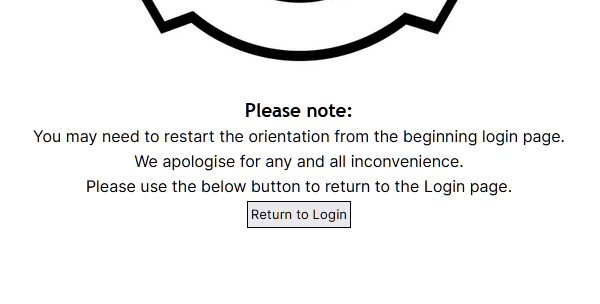 Please note:
You may need to restart the orientation from the beginning login page.
We apologise for any and all inconvenience.
Please use the below button to return to the Login page.
Return to Login